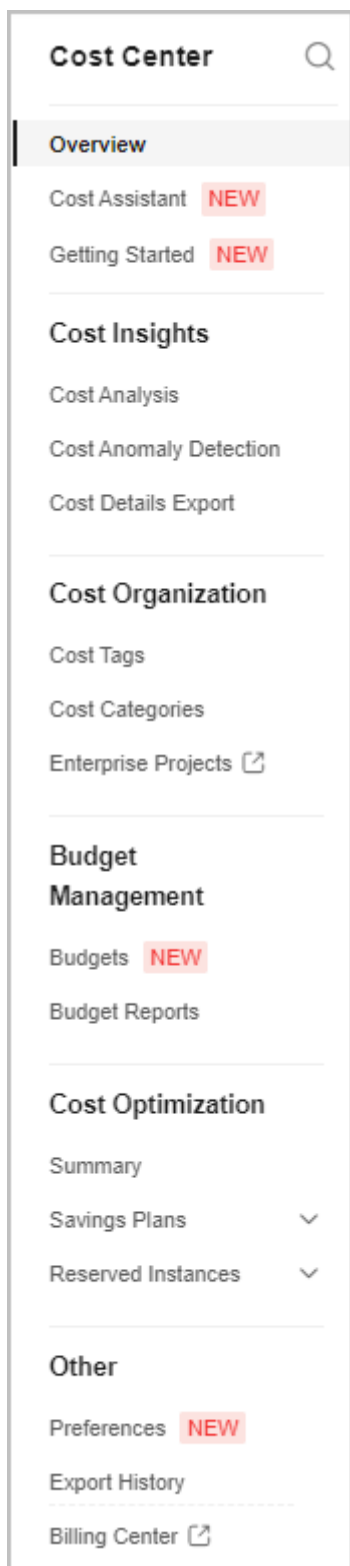 Cost Center
Overview
Cost Assistant NEW
Getting Started NEW
Cost Insights
Cost Analysis
Cost Anomaly Detection
Cost Details Export
Cost Organization
Cost Tags
Cost Categories
Enterprise Projects
Budget
Management
Budgets NEW
Budget Reports
Cost Optimization
Summary
Savings Plans
Reserved Instances
Other
Preferences NEW
Export History
Billing Center